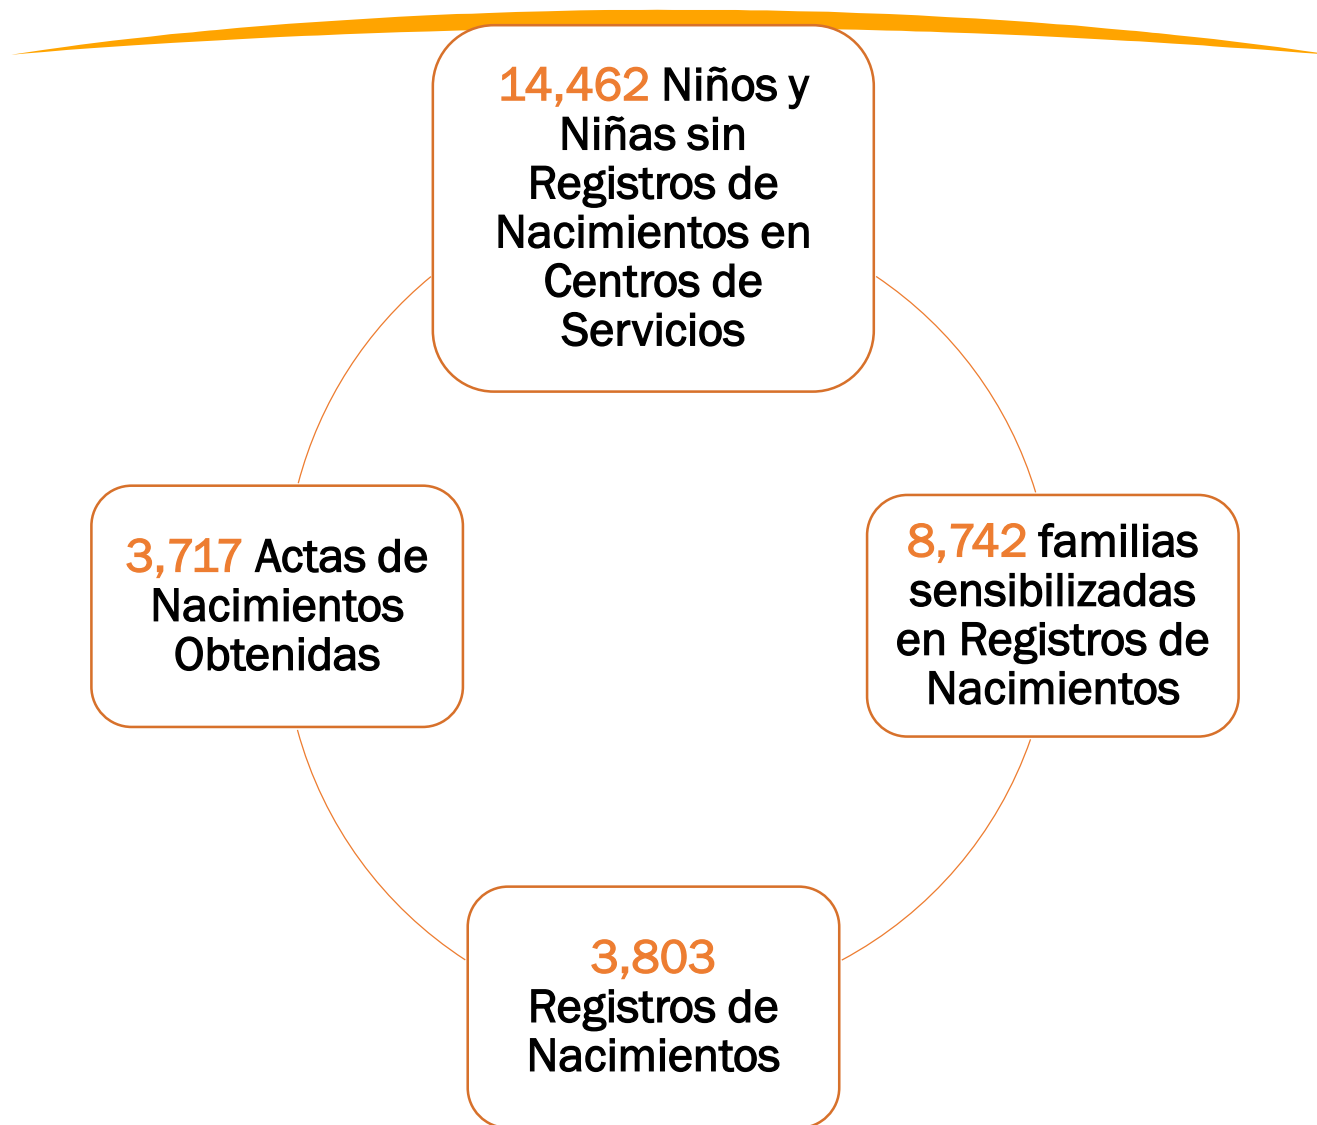 14,462 Niños y
Niñas sin
Registros de
Nacimientos en
Centros de
Servicios
3,717 Actas de
Nacimientos
Obtenidas
8,742 familias
sensibilizadas
en Registros de
Nacimientos
3,803
Registros de
Nacimientos